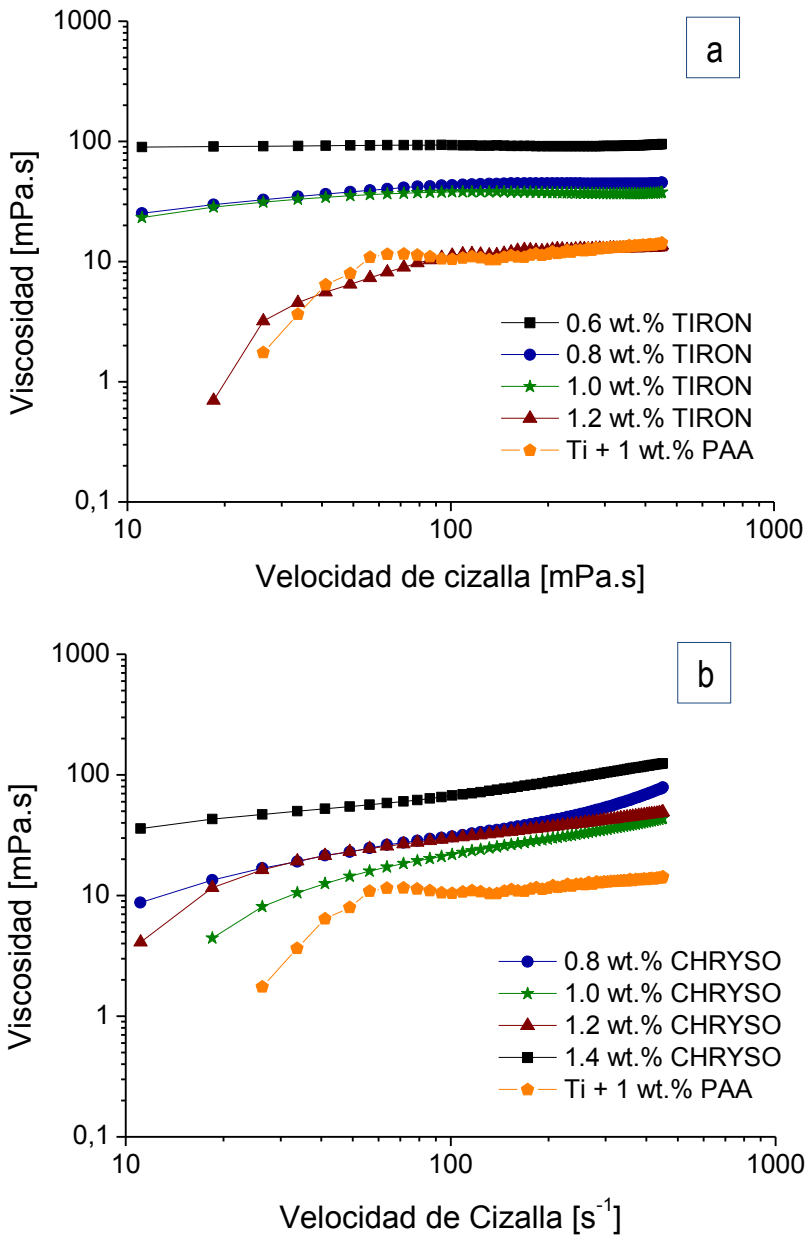 a
1000
100
10
1
0,1
10
100
1000
Viscosidad [mPa.s]
Velocidad de cizalla [mPa.s]
0.6 wt.% TIRON
0.8 wt.% TIRON
1.0 wt.% TIRON
1.2 wt.% TIRON
Ti + 1 wt.% PAA
b
1000
100
10
1
0,1
10
100
1000
Viscosidad [mPa.s]
Velocidad de Cizalla [s⁻¹]
0.8 wt.% CHRYSO
1.0 wt.% CHRYSO
1.2 wt.% CHRYSO
1.4 wt.% CHRYSO
Ti + 1 wt.% PAA